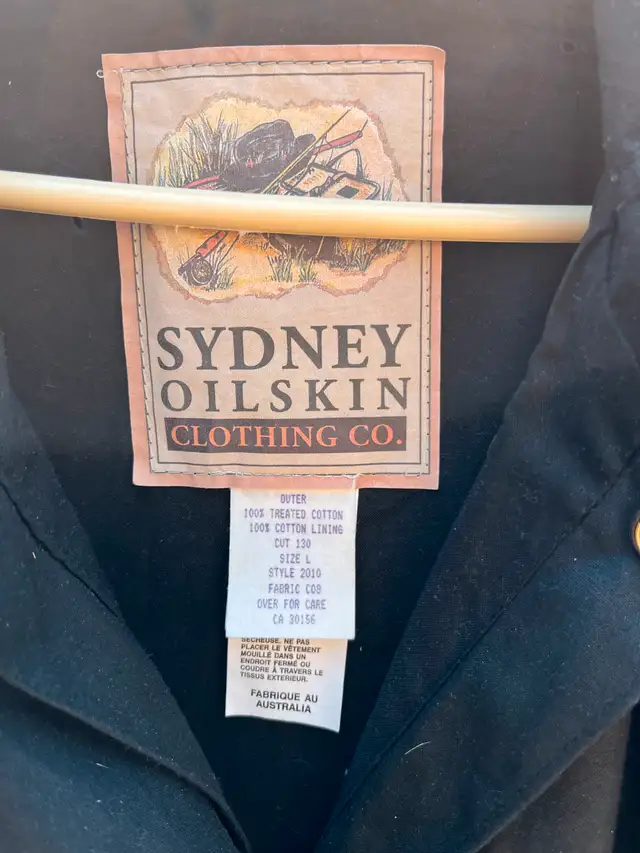 SYDNEY
OILSKIN
CLOTHING CO.
OUTER
100% TREATED COTTON
100% COTTON LINING
CUT 130
SIZE L
STYLE 2010
FABRIC C08
OVER FOR CARE
CA 30156
SECHEUSE. NE PAS
PLACER LE VÊTEMENT
MOUILLÉ DANS UN
ENDROIT FERMÉ OU
COUDRE À TRAVERS LE
TISSUS EXTERIEUR.
FABRIQUE AU
AUSTRALIA